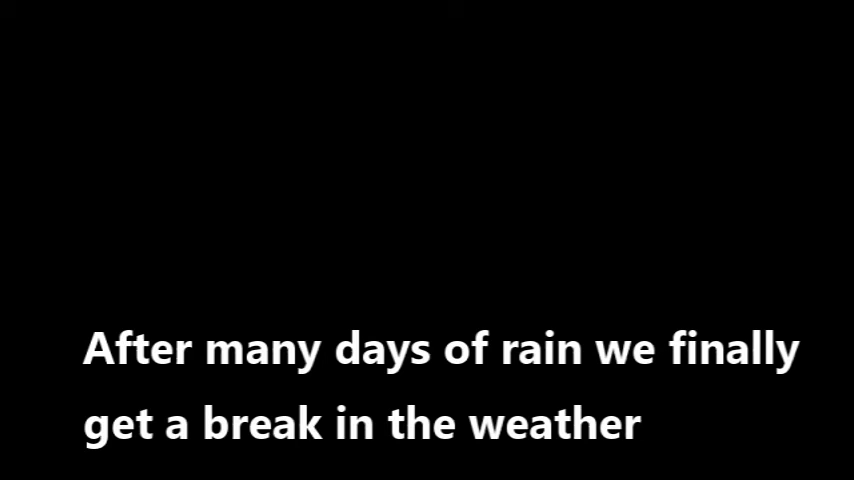 After many days of rain we finally
get a break in the weather